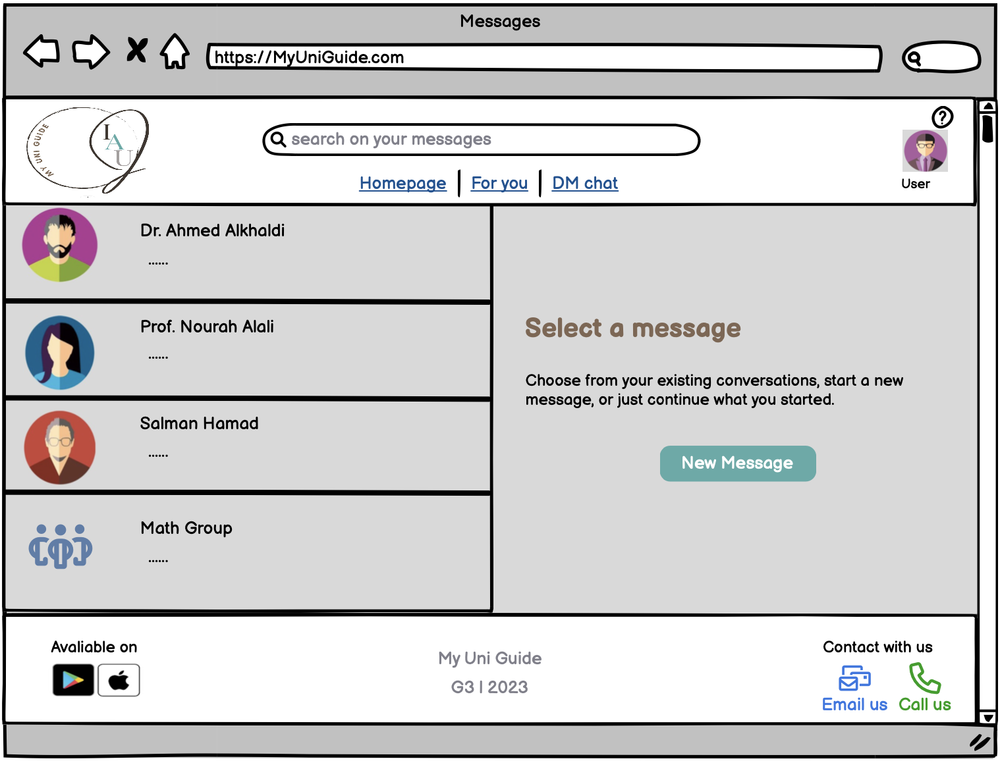 Messages
https://MyUniGuide.com
MY UNI GUIDE
I
A
U
search on your messages
?
Homepage
For you
DM chat
User
Dr. Ahmed Alkhaldi
......
Prof. Nourah Alali
......
Salman Hamad
......
Math Group
......
Select a message
Choose from your existing conversations, start a new
message, or just continue what you started.
New Message
Avaliable on
My Uni Guide
G3 | 2023
Contact with us
Email us
Call us